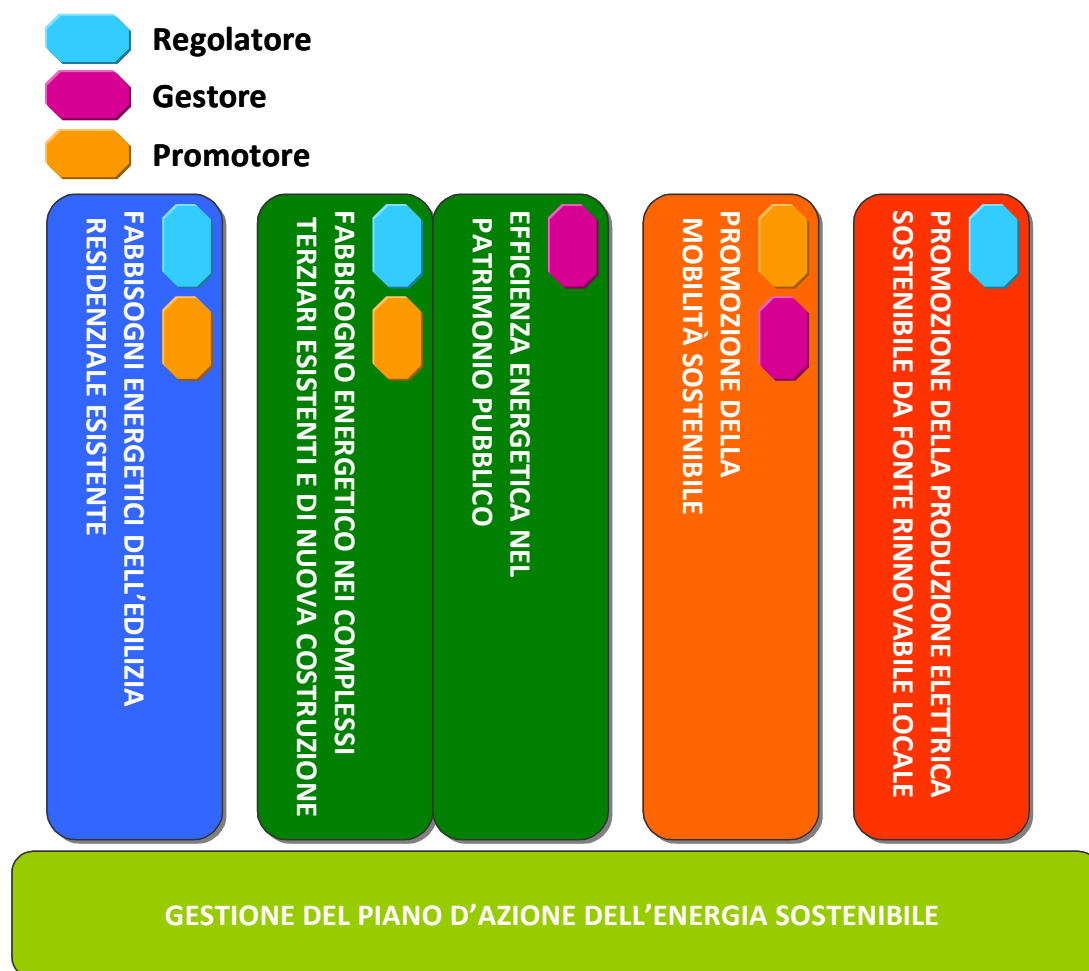 Regolatore
Gestore
Promotore
FABBISOGNI ENERGETICI DELL’EDILIZIA
RESIDENZIALE ESISTENTE
FABBISOGNO ENERGETICO NEI COMPLESSI
TERZIARI ESISTENTI E DI NUOVA COSTRUZIONE
EFFICIENZA ENERGETICA NEL
PATRIMONIO PUBBLICO
PROMOZIONE DELLA
MOBILITÀ SOSTENIBILE
PROMOZIONE DELLA PRODUZIONE ELETTRICA
SOSTENIBILE DA FONTE RINNOVABILE LOCALE
GESTIONE DEL PIANO D’AZIONE DELL’ENERGIA SOSTENIBILE